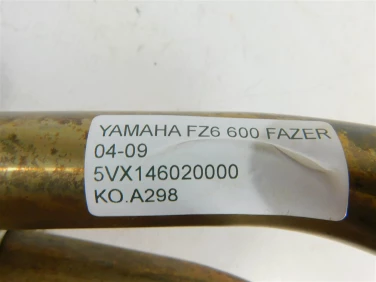 YAMAHA FZ6 600 FAZER
04-09
5VX146020000
KO.A298